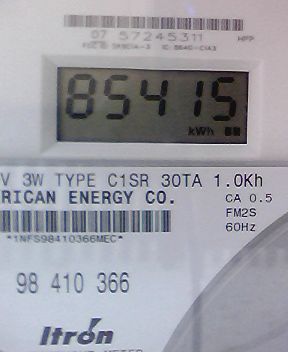 07 57245311
85415
kWh
V 3W TYPE C1SR 30TA 1.0Kh
RICAN ENERGY CO.
CA 0.5
FM2S
60Hz
*1NFS98410366MEC*
98 410 366
Itrón